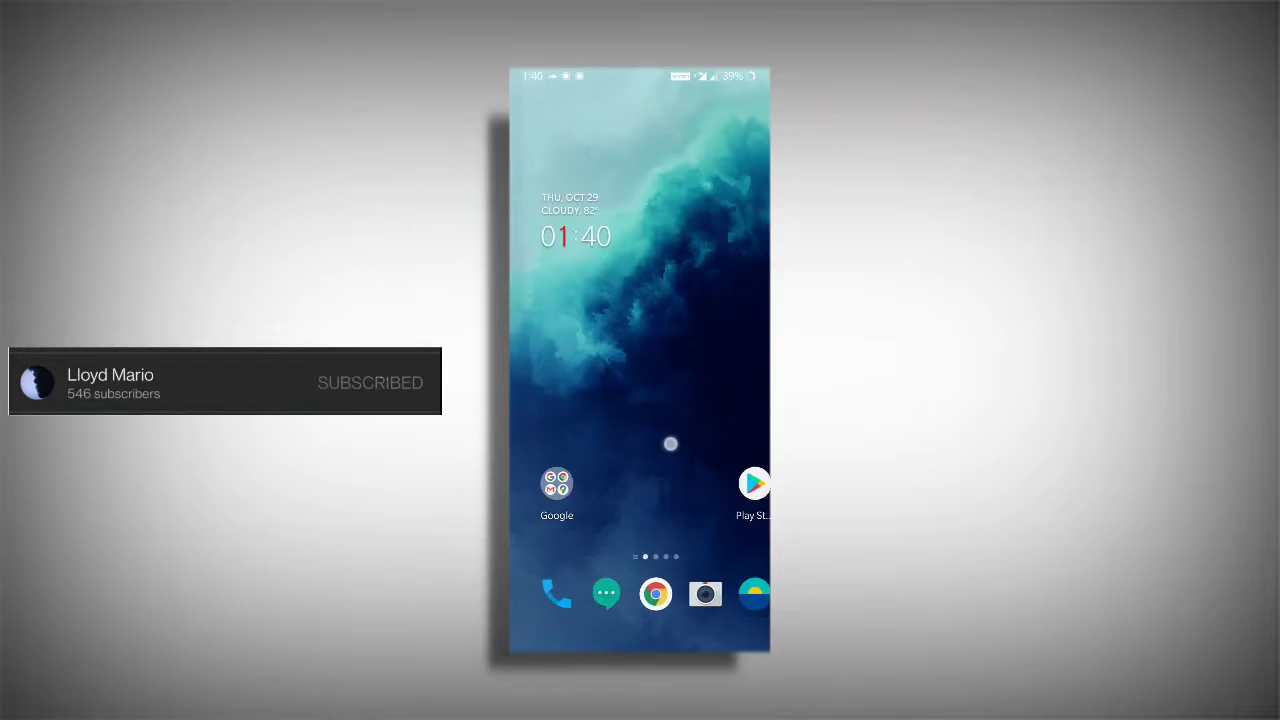 1:40
39%
THU, OCT 29
CLOUDY, 82°
01:40
Lloyd Mario
546 subscribers
SUBSCRIBED
Google
Play St..